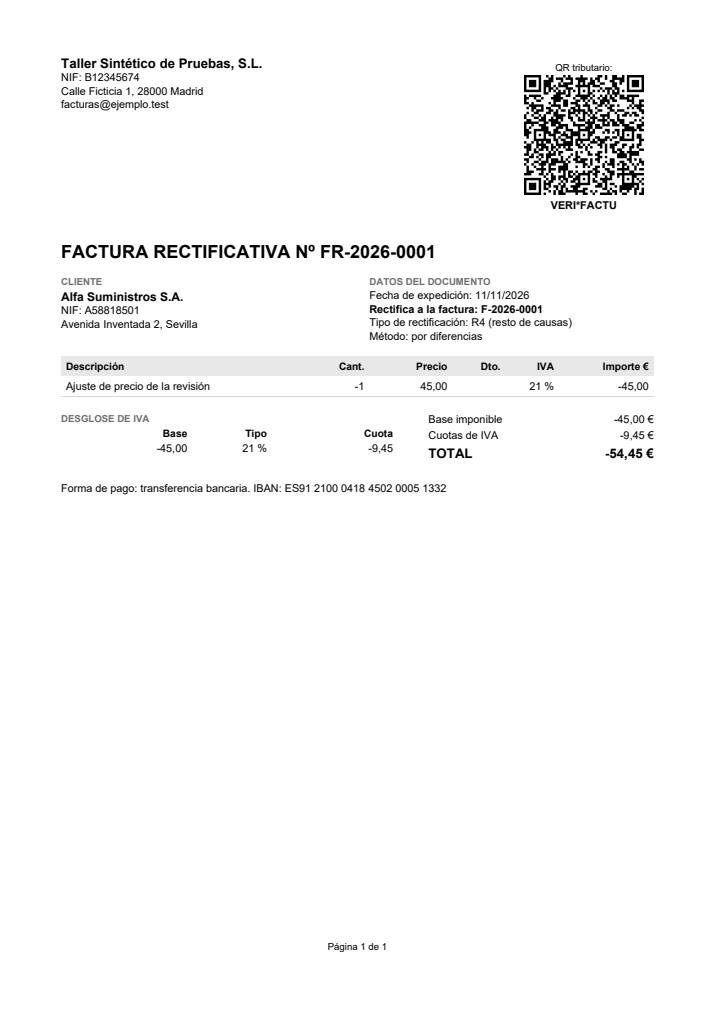 Taller Sintético de Pruebas, S.L.
NIF: B12345674
Calle Ficticia 1, 28000 Madrid
facturas@ejemplo.test
QR tributario:
VERI*FACTU
FACTURA RECTIFICATIVA Nº FR-2026-0001
CLIENTE
Alfa Suministros S.A.
NIF: A58818501
Avenida Inventada 2, Sevilla
DATOS DEL DOCUMENTO
Fecha de expedición: 11/11/2026
Rectifica a la factura: F-2026-0001
Tipo de rectificación: R4 (resto de causas)
Método: por diferencias
Descripción Cant. Precio Dto. IVA Importe €
Ajuste de precio de la revisión -1 45,00 21 % -45,00
DESGLOSE DE IVA
Base Tipo Cuota
-45,00 21 % -9,45
Base imponible -45,00 €
Cuotas de IVA -9,45 €
TOTAL -54,45 €
Forma de pago: transferencia bancaria. IBAN: ES91 2100 0418 4502 0005 1332
Página 1 de 1